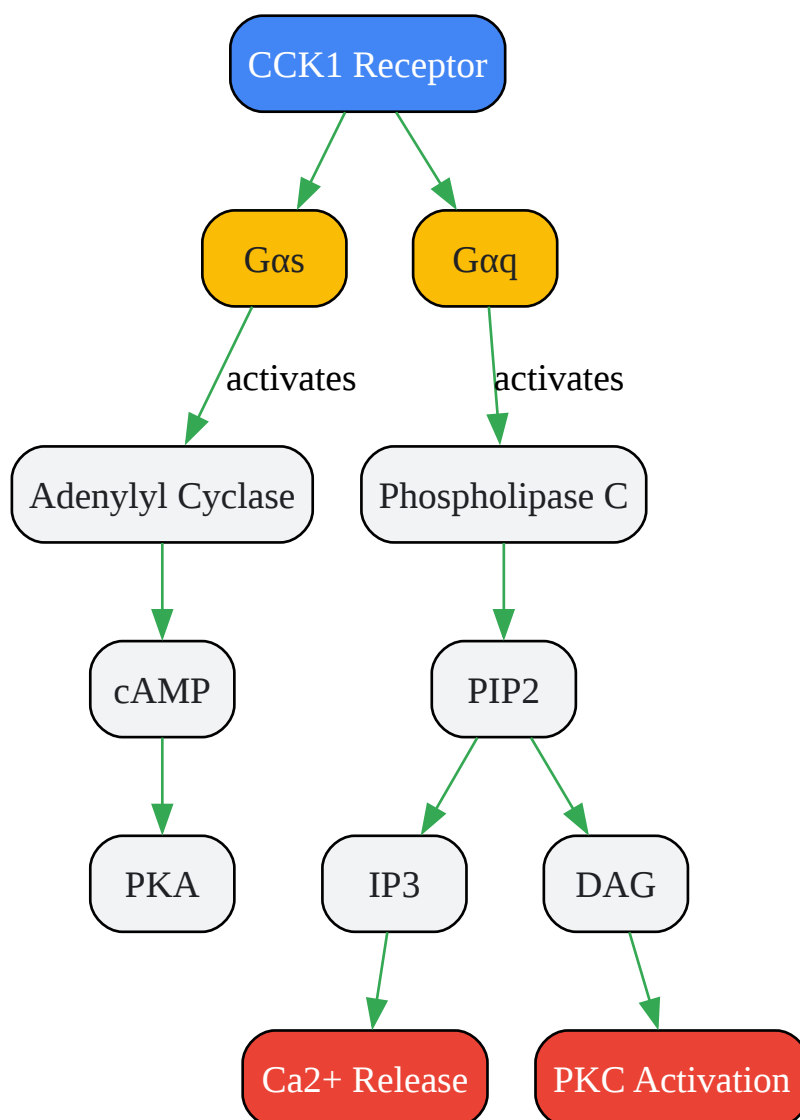 CCK1 Receptor
Gαs
Gαq
activates
activates
Adenylyl Cyclase
Phospholipase C
cAMP
PIP2
PKA
IP3
DAG
Ca2+ Release
PKC Activation